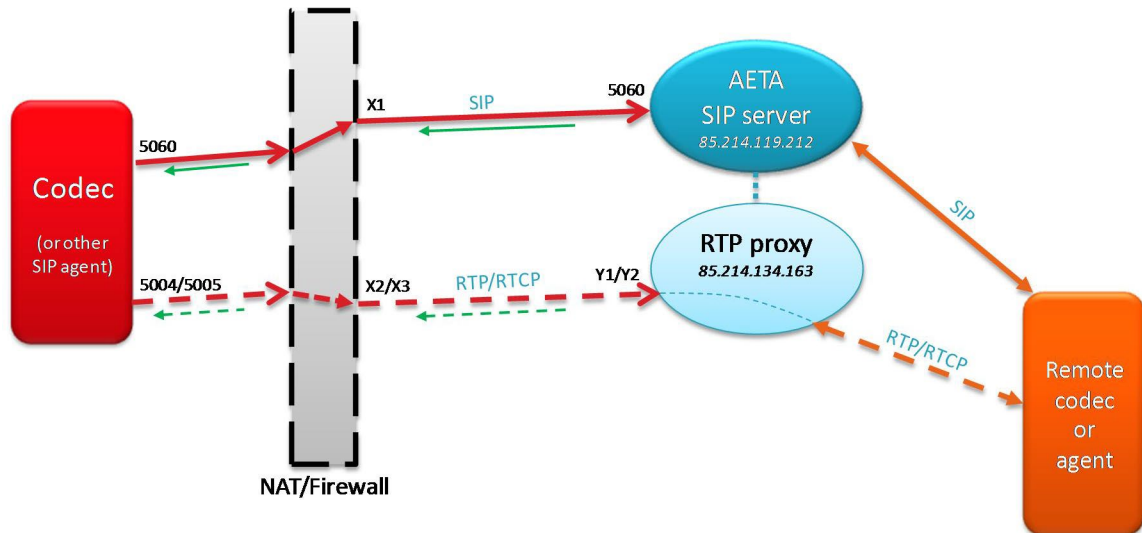 X1
SIP
5060
AETA
SIP server
85.214.119.212
5060
Codec
(or other
SIP agent)
SIP
RTP proxy
85.214.134.163
5004/5005
X2/X3
RTP/RTCP
Y1/Y2
RTP/RTCP
Remote
codec
or
agent
NAT/Firewall